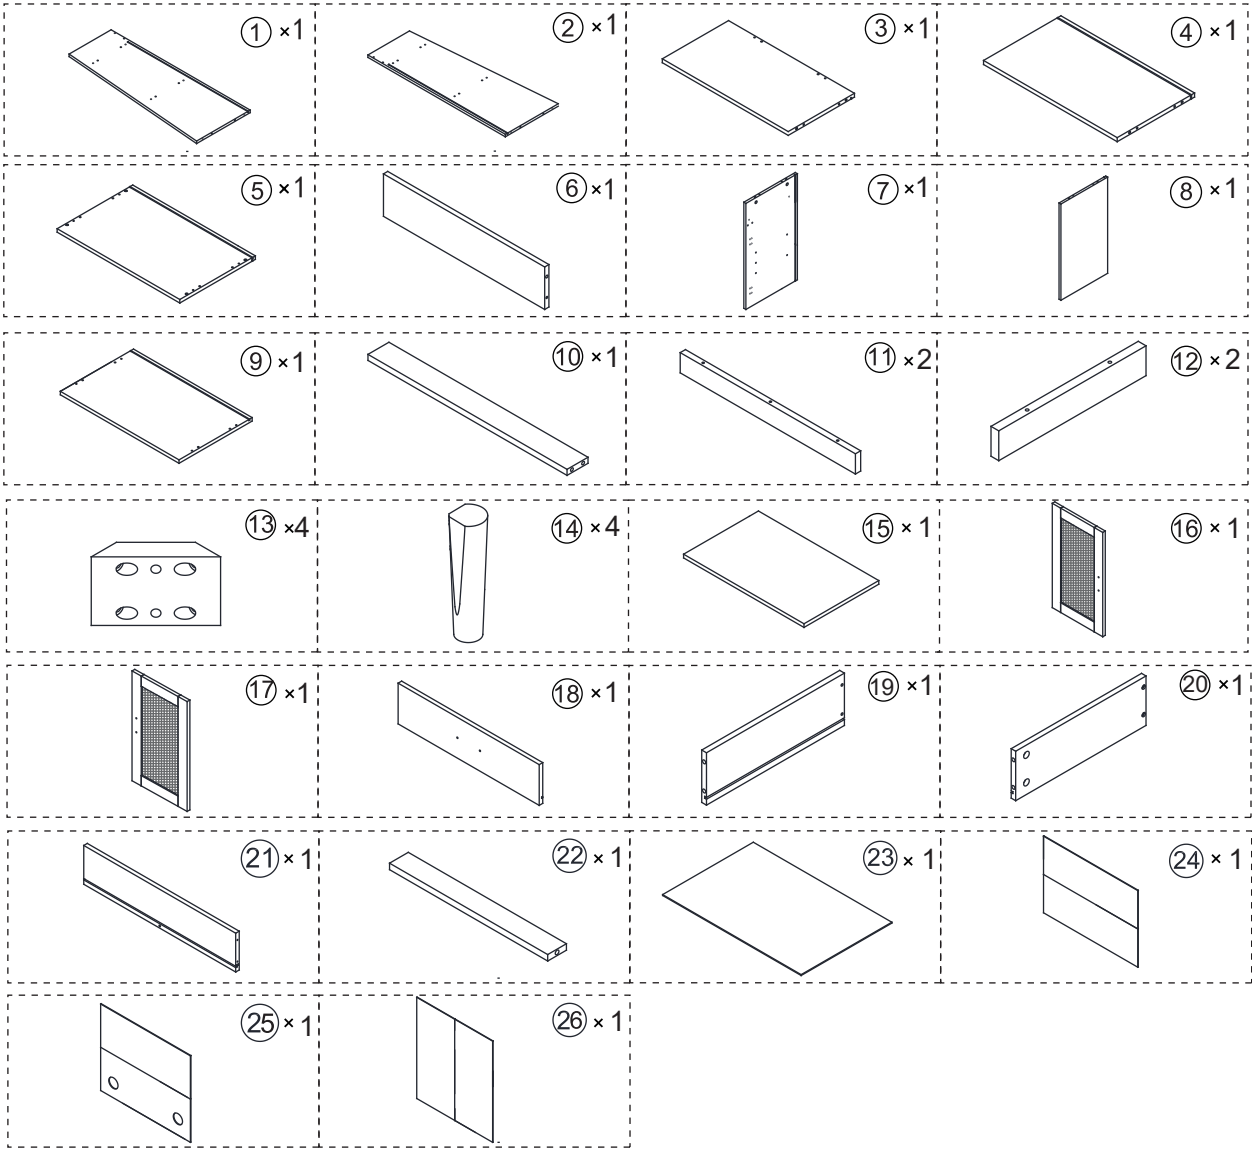 ① ×1 ② ×1 ③ ×1 ④ ×1
⑤ ×1 ⑥ ×1 ⑦ ×1 ⑧ ×1
⑨ ×1 ⑩ ×1 ⑪ ×2 ⑫ ×2
⑬ ×4 ⑭ ×4 ⑮ ×1 ⑯ ×1
⑰ ×1 ⑱ ×1 ⑲ ×1 ⑳ ×1
㉑ ×1 ㉒ ×1 ㉓ ×1 ㉔ ×1
㉕ ×1 ㉖ ×1